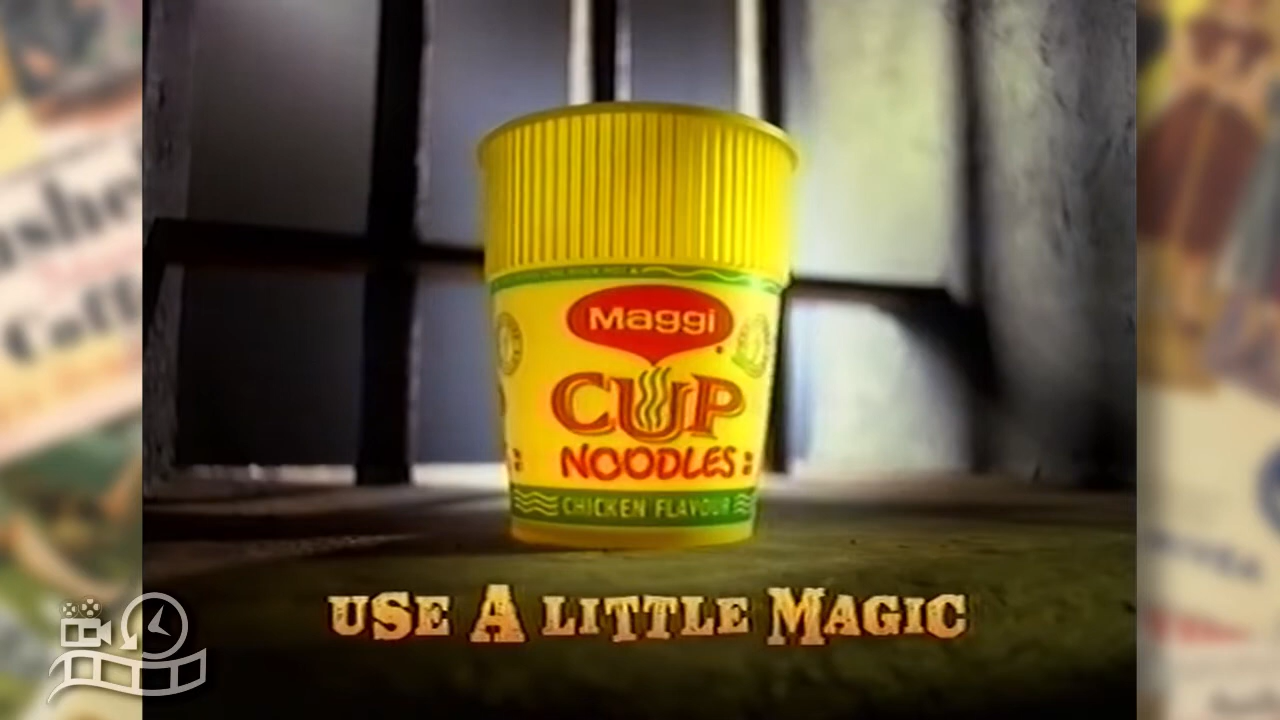 Maggi
CUP
NOODLES
CHICKEN FLAVOUR
USE A LITTLE MAGIC